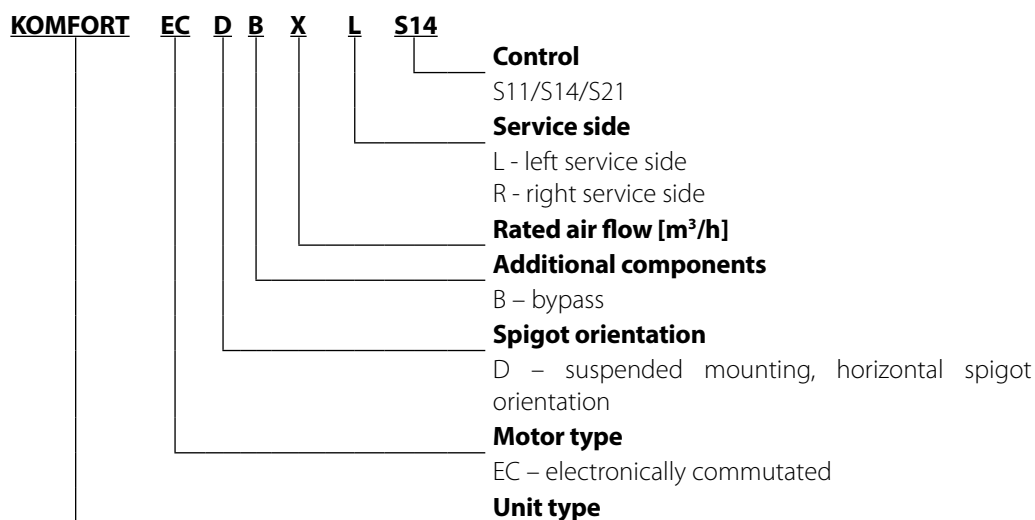 KOMFORT EC D B X L S14
Control
S11/S14/S21
Service side
L - left service side
R - right service side
Rated air flow [m³/h]
Additional components
B – bypass
Spigot orientation
D – suspended mounting, horizontal spigot
orientation
Motor type
EC – electronically commutated
Unit type